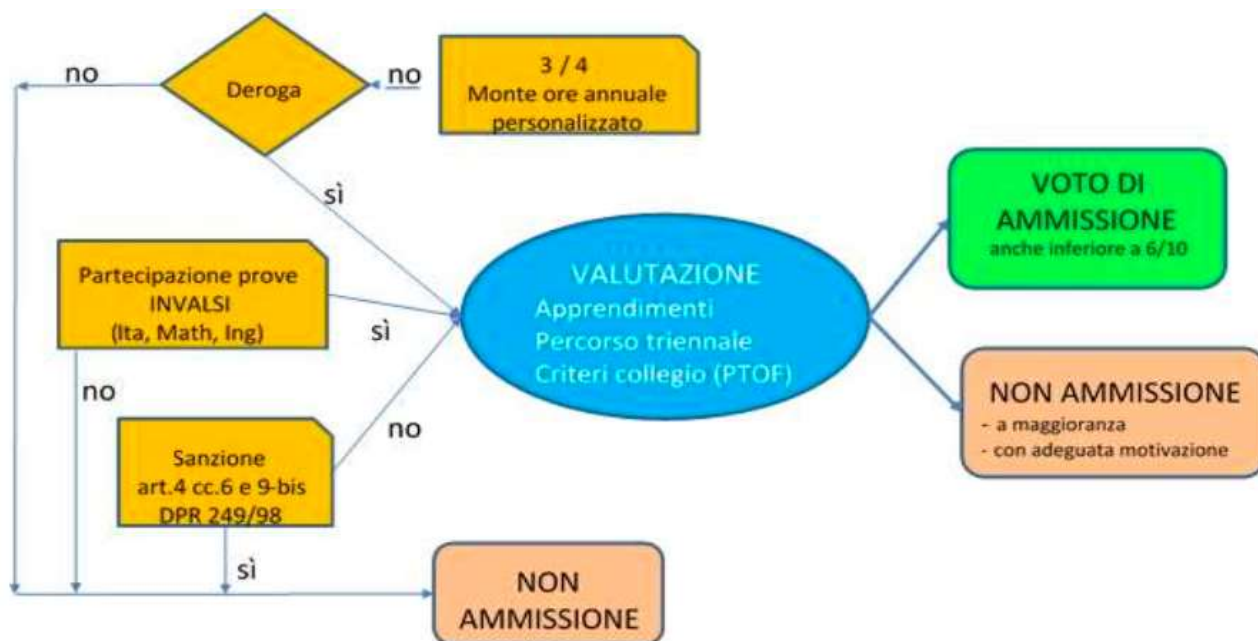 no
Deroga
no
3 / 4
Monte ore annuale
personalizzato
sì
Partecipazione prove
INVALSI
(Ita, Math, Ing)
sì
no
Sanzione
art.4 cc.6 e 9-bis
DPR 249/98
no
sì
VALUTAZIONE
Apprendimenti
Percorso triennale
Criteri collegio (PTOF)
VOTO DI
AMMISSIONE
anche inferiore a 6/10
NON AMMISSIONE
- a maggioranza
- con adeguata motivazione
NON
AMMISSIONE